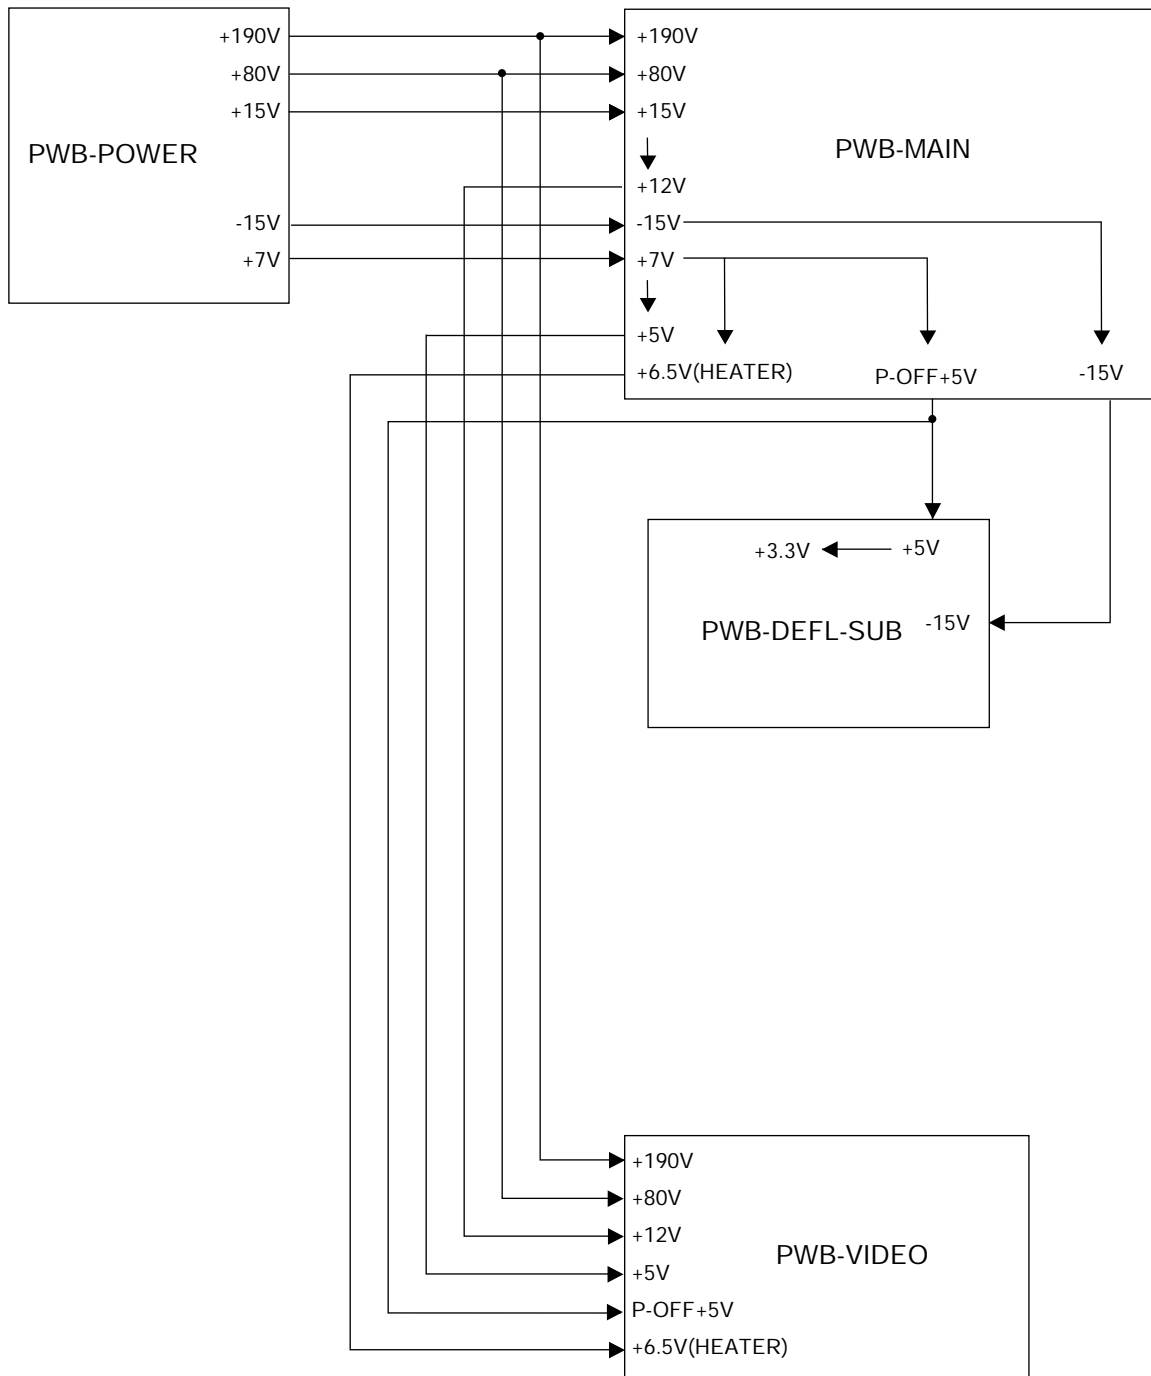 +190V
+80V
+15V
PWB-POWER
-15V
+7V
+190V
+80V
+15V
PWB-MAIN
+12V
-15V
+7V
+5V
+6.5V(HEATER)
P-OFF+5V
-15V
+3.3V
+5V
PWB-DEFL-SUB
-15V
+190V
+80V
+12V
PWB-VIDEO
+5V
P-OFF+5V
+6.5V(HEATER)